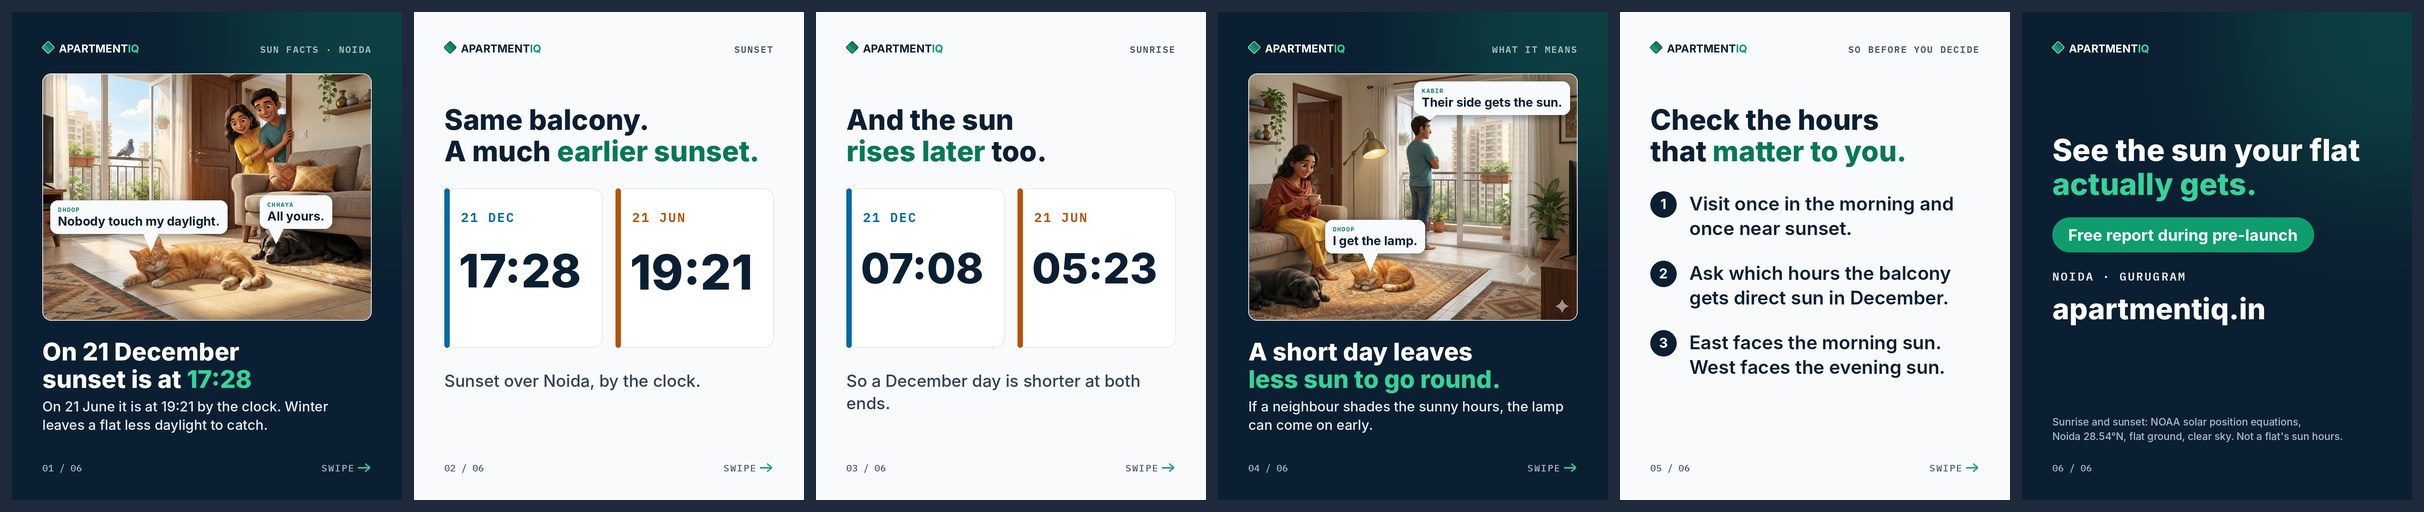 APARTMENTIQ
SUN FACTS · NOIDA
DHOOP
Nobody touch my daylight.
CHHAYA
All yours.
On 21 December
sunset is at 17:28
On 21 June it is at 19:21 by the clock. Winter
leaves a flat less daylight to catch.
01 / 06
SWIPE →
APARTMENTIQ
SUNSET
Same balcony.
A much earlier sunset.
21 DEC
17:28
21 JUN
19:21
Sunset over Noida, by the clock.
02 / 06
SWIPE →
APARTMENTIQ
SUNRISE
And the sun
rises later too.
21 DEC
07:08
21 JUN
05:23
So a December day is shorter at both
ends.
03 / 06
SWIPE →
APARTMENTIQ
WHAT IT MEANS
KABIR
Their side gets the sun.
DHOOP
I get the lamp.
A short day leaves
less sun to go round.
If a neighbour shades the sunny hours, the lamp
can come on early.
04 / 06
SWIPE →
APARTMENTIQ
SO BEFORE YOU DECIDE
Check the hours
that matter to you.
1 Visit once in the morning and
once near sunset.
2 Ask which hours the balcony
gets direct sun in December.
3 East faces the morning sun.
West faces the evening sun.
05 / 06
SWIPE →
APARTMENTIQ
See the sun your flat
actually gets.
Free report during pre-launch
NOIDA · GURUGRAM
apartmentiq.in
Sunrise and sunset: NOAA solar position equations,
Noida 28.54°N, flat ground, clear sky. Not a flat's sun hours.
06 / 06